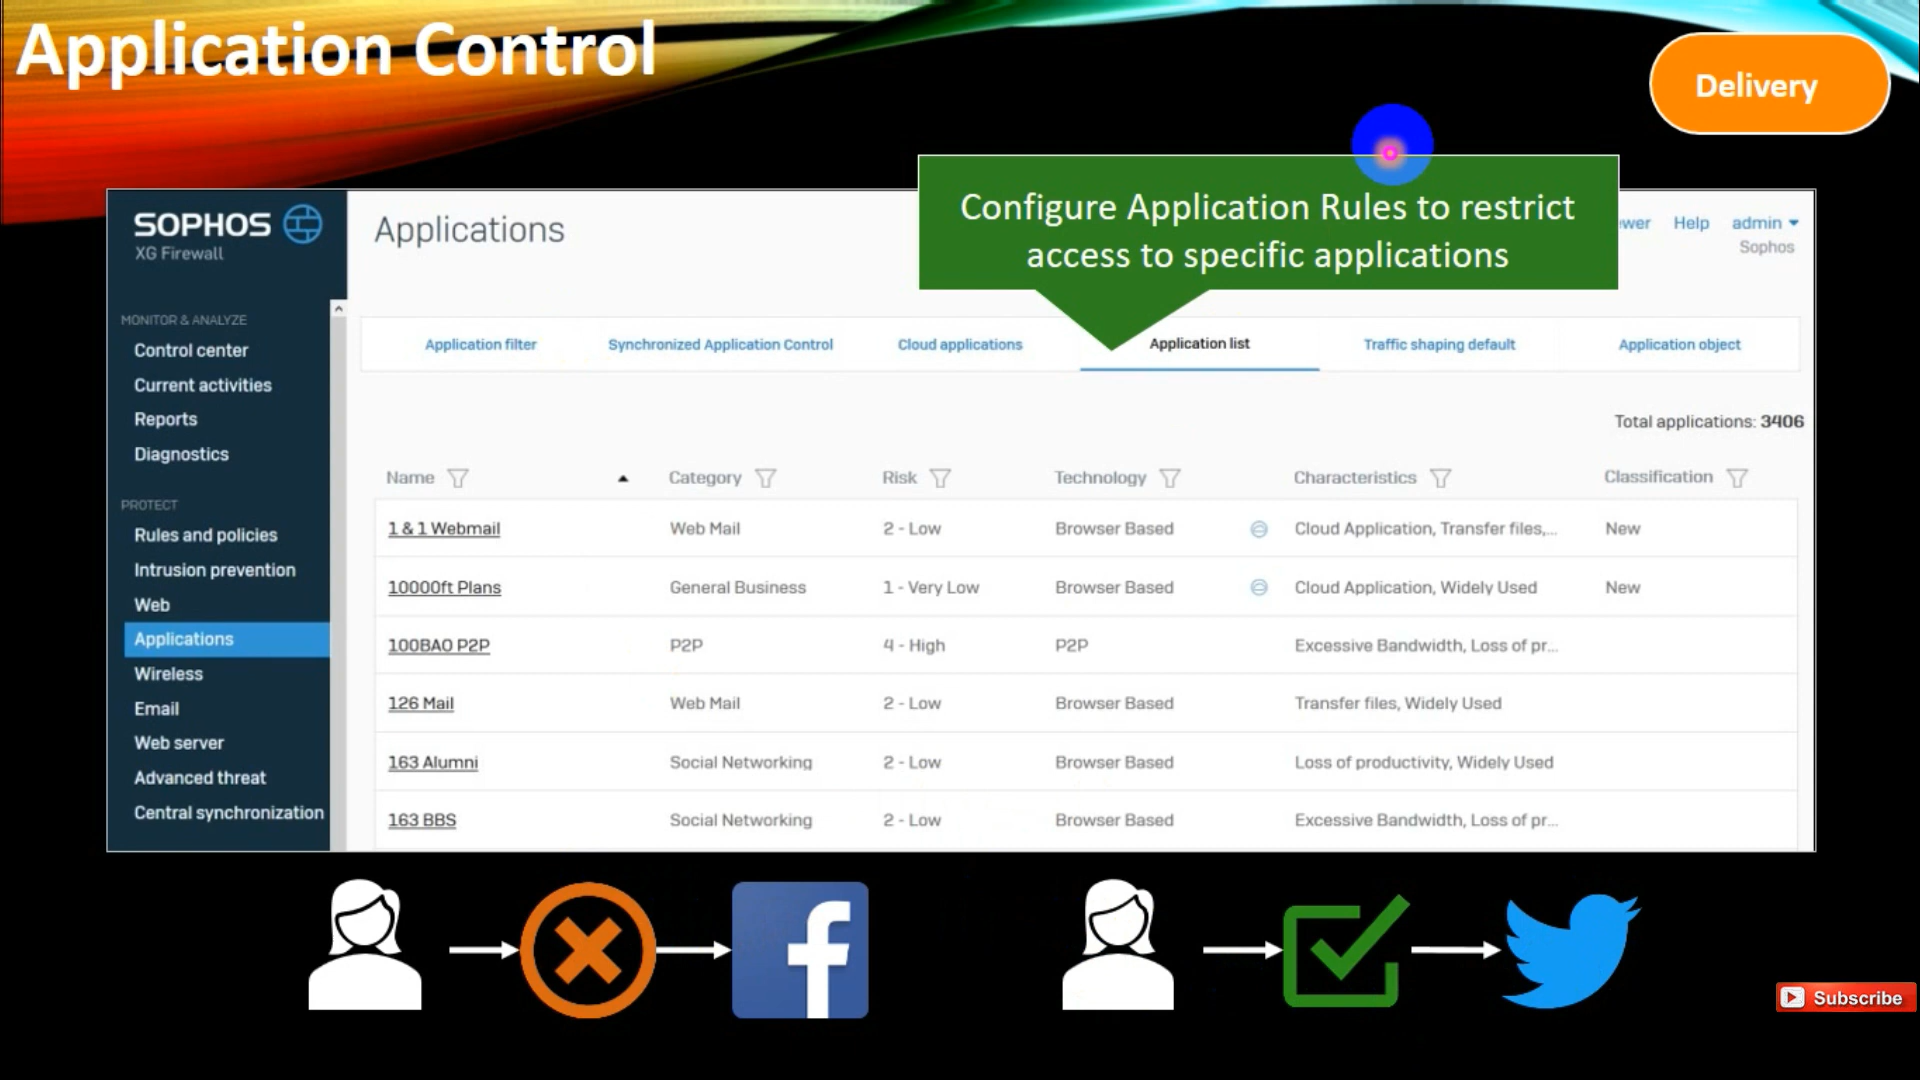 Application Control
Delivery
Configure Application Rules to restrict
access to specific applications
SOPHOS
XG Firewall
Applications
Help
admin
Sophos
MONITOR & ANALYZE
Control center
Current activities
Reports
Diagnostics
PROTECT
Rules and policies
Intrusion prevention
Web
Applications
Wireless
Email
Web server
Advanced threat
Central synchronization
Application filter Synchronized Application Control Cloud applications Application list Traffic shaping default Application object
Total applications: 3406
Name Category Risk Technology Characteristics Classification
1 & 1 Webmail Web Mail 2 - Low Browser Based Cloud Application, Transfer files,... New
10000ft Plans General Business 1 - Very Low Browser Based Cloud Application, Widely Used New
100BAO P2P P2P 4 - High P2P Excessive Bandwidth, Loss of pr...
126 Mail Web Mail 2 - Low Browser Based Transfer files, Widely Used
163 Alumni Social Networking 2 - Low Browser Based Loss of productivity, Widely Used
163 BBS Social Networking 2 - Low Browser Based Excessive Bandwidth, Loss of pr...
Subscribe